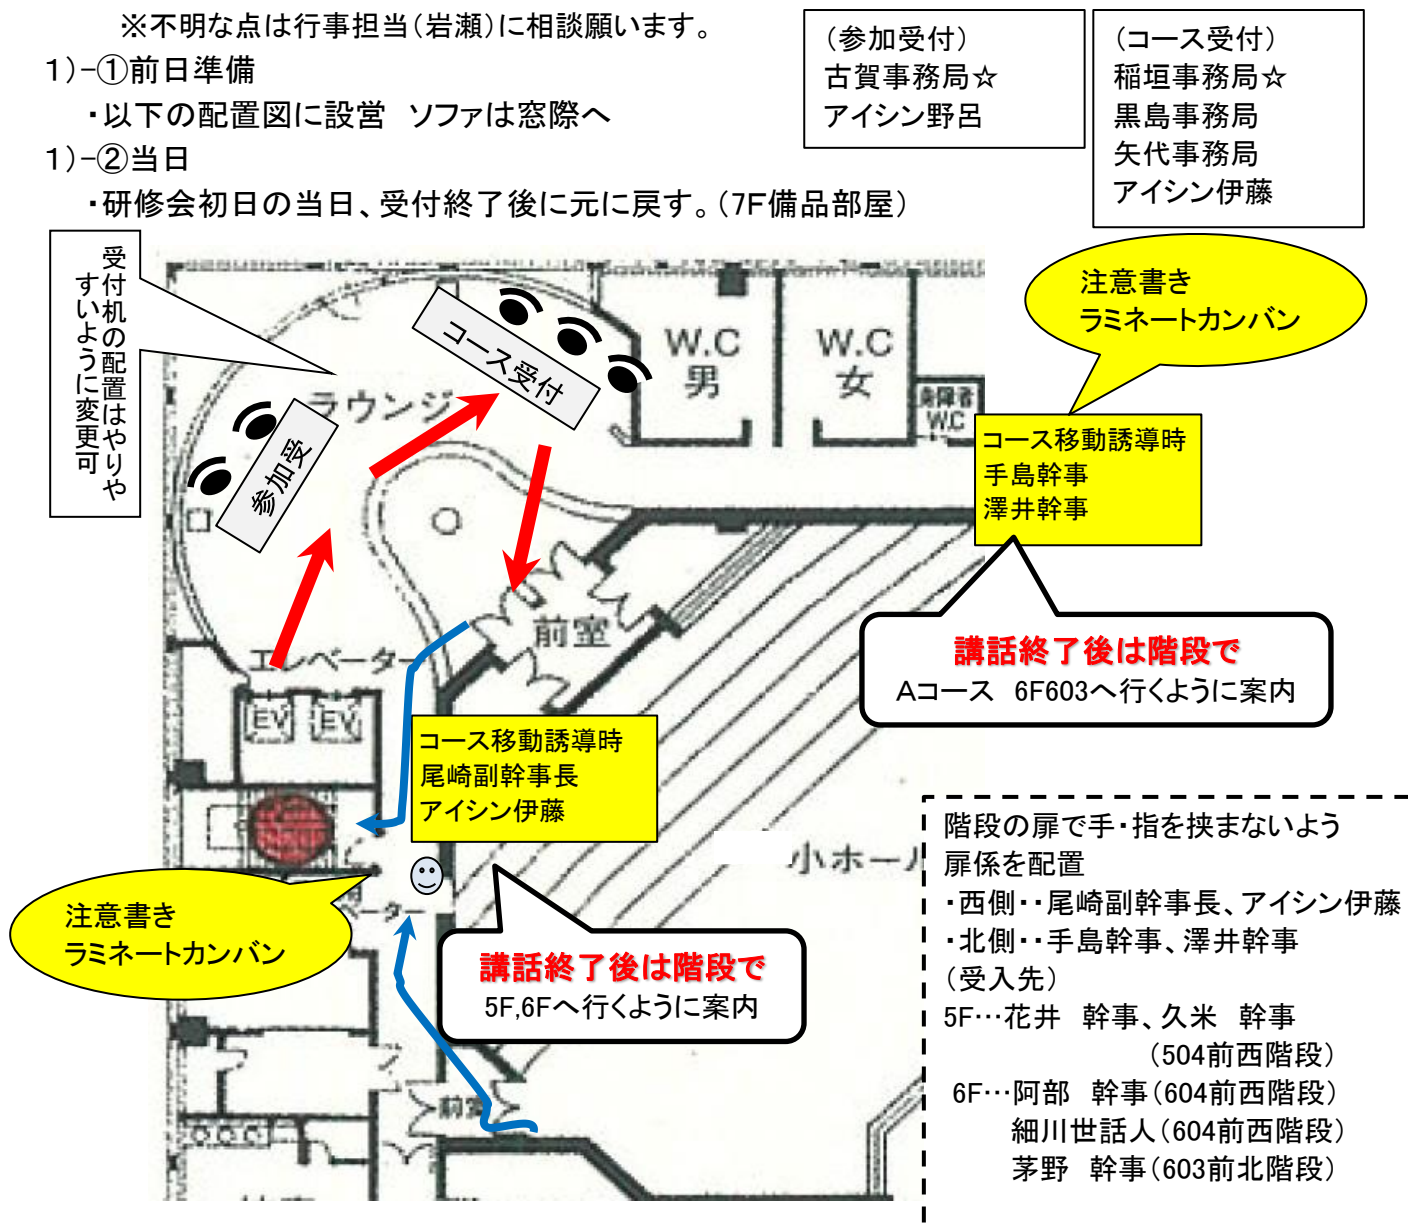 ※不明な点は行事担当(岩瀬)に相談願います。
1)-①前日準備
・以下の配置図に設営　ソファは窓際へ
1)-②当日
・研修会初日の当日、受付終了後に元に戻す。(7F備品部屋)
(参加受付)
古賀事務局☆
アイシン野呂
(コース受付)
稲垣事務局☆
黒島事務局
矢代事務局
アイシン伊藤
受付机の配置はやりや
すいように変更可
コース受付
ラウンジ
参加受
W.C
男
W.C
女
身障者
W.C
注意書き
ラミネートカンバン
コース移動誘導時
手島幹事
澤井幹事
講話終了後は階段で
Aコース　6F603へ行くように案内
前室
エレベーター
EV
EV
コース移動誘導時
尾崎副幹事長
アイシン伊藤
小ホール
注意書き
ラミネートカンバン
ベーター
講話終了後は階段で
5F,6Fへ行くように案内
前室
階段の扉で手・指を挟まないよう
扉係を配置
・西側・・尾崎副幹事長、アイシン伊藤
・北側・・手島幹事、澤井幹事
(受入先)
5F…花井　幹事、久米　幹事
(504前西階段)
6F…阿部　幹事(604前西階段)
細川世話人(604前西階段)
茅野　幹事(603前北階段)